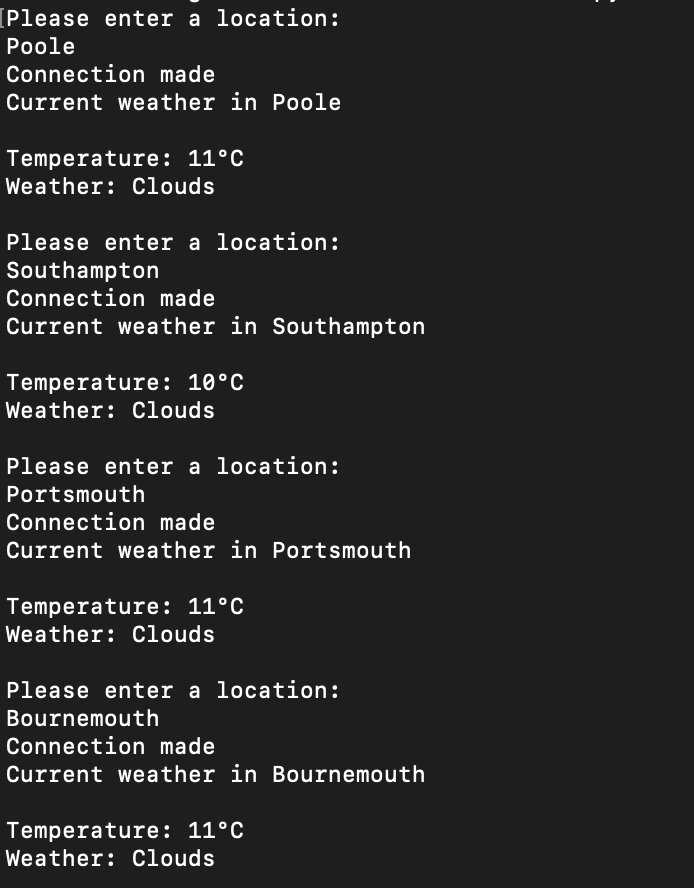 Please enter a location:
Poole
Connection made
Current weather in Poole
Temperature: 11°C
Weather: Clouds
Please enter a location:
Southampton
Connection made
Current weather in Southampton
Temperature: 10°C
Weather: Clouds
Please enter a location:
Portsmouth
Connection made
Current weather in Portsmouth
Temperature: 11°C
Weather: Clouds
Please enter a location:
Bournemouth
Connection made
Current weather in Bournemouth
Temperature: 11°C
Weather: Clouds